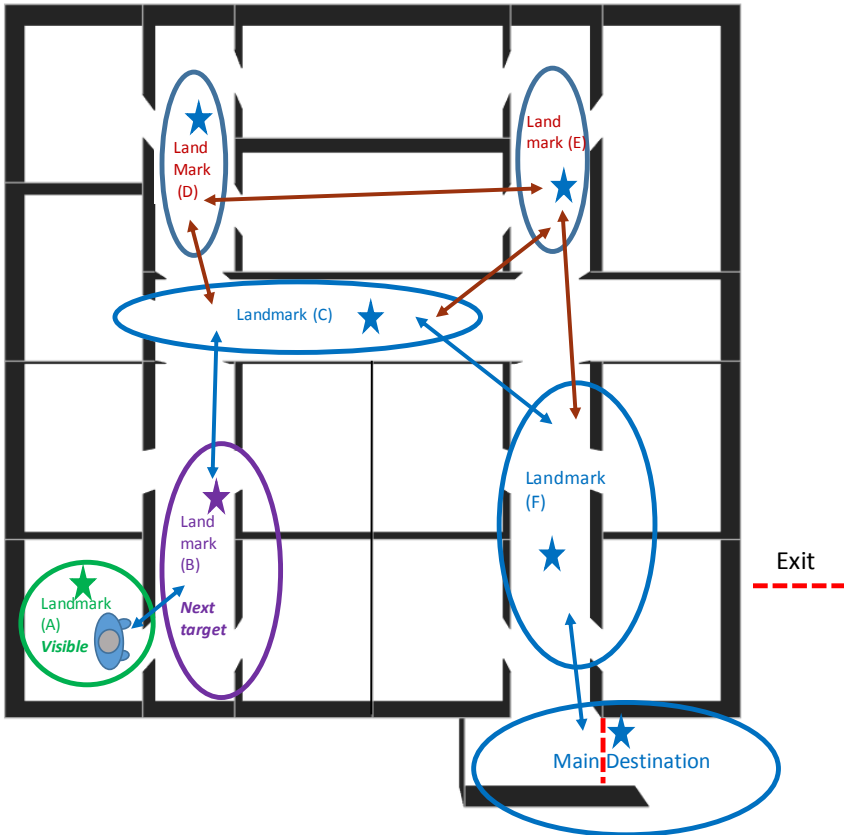 Land
Mark
(D)
Land
mark (E)
Landmark (C)
Landmark
(F)
Land
mark
(B)
Next
target
Landmark
(A)
Visible
Exit
Main Destination